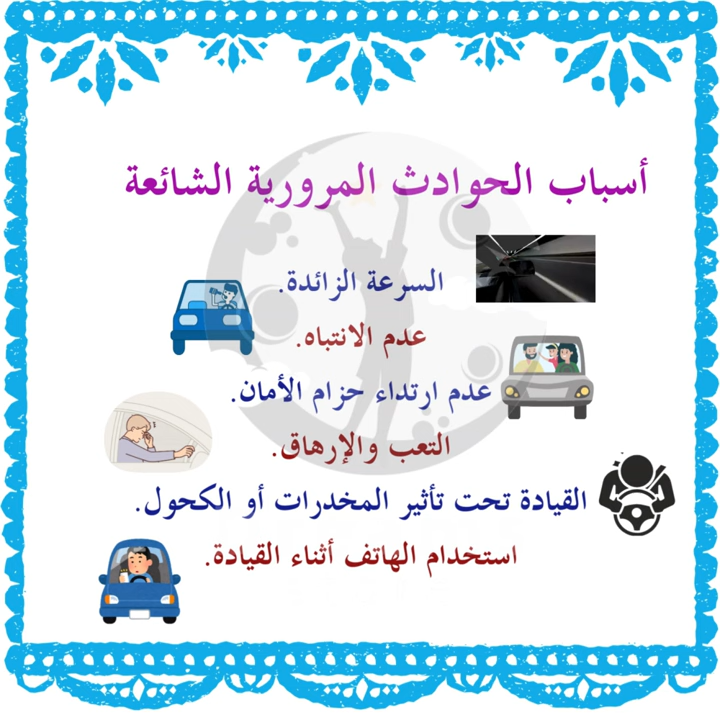 أسباب الحوادث المرورية الشائعة
السرعة الزائدة.
عدم الانتباه.
عدم ارتداء حزام الأمان.
التعب والإرهاق.
القيادة تحت تأثير المخدرات أو الكحول.
استخدام الهاتف أثناء القيادة.